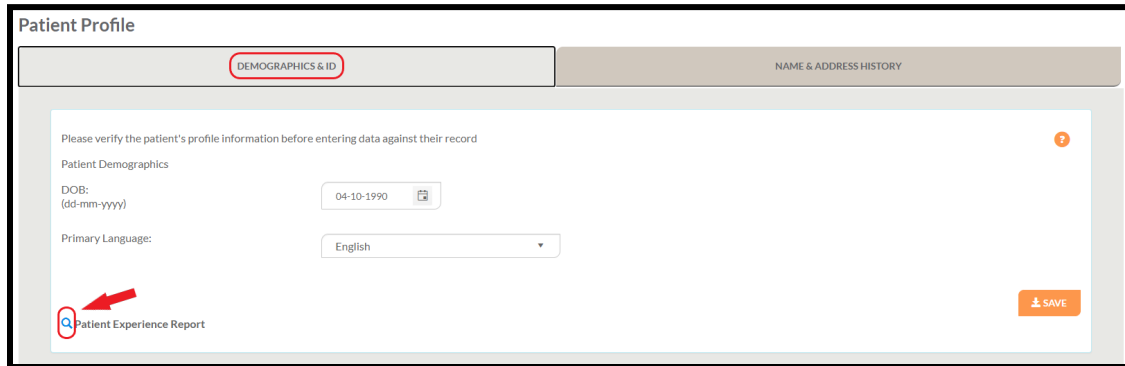 Patient Profile
DEMOGRAPHICS & ID
NAME & ADDRESS HISTORY
Please verify the patient's profile information before entering data against their record
?
Patient Demographics
DOB:
(dd-mm-yyyy)
04-10-1990
Primary Language:
English
SAVE
Patient Experience Report